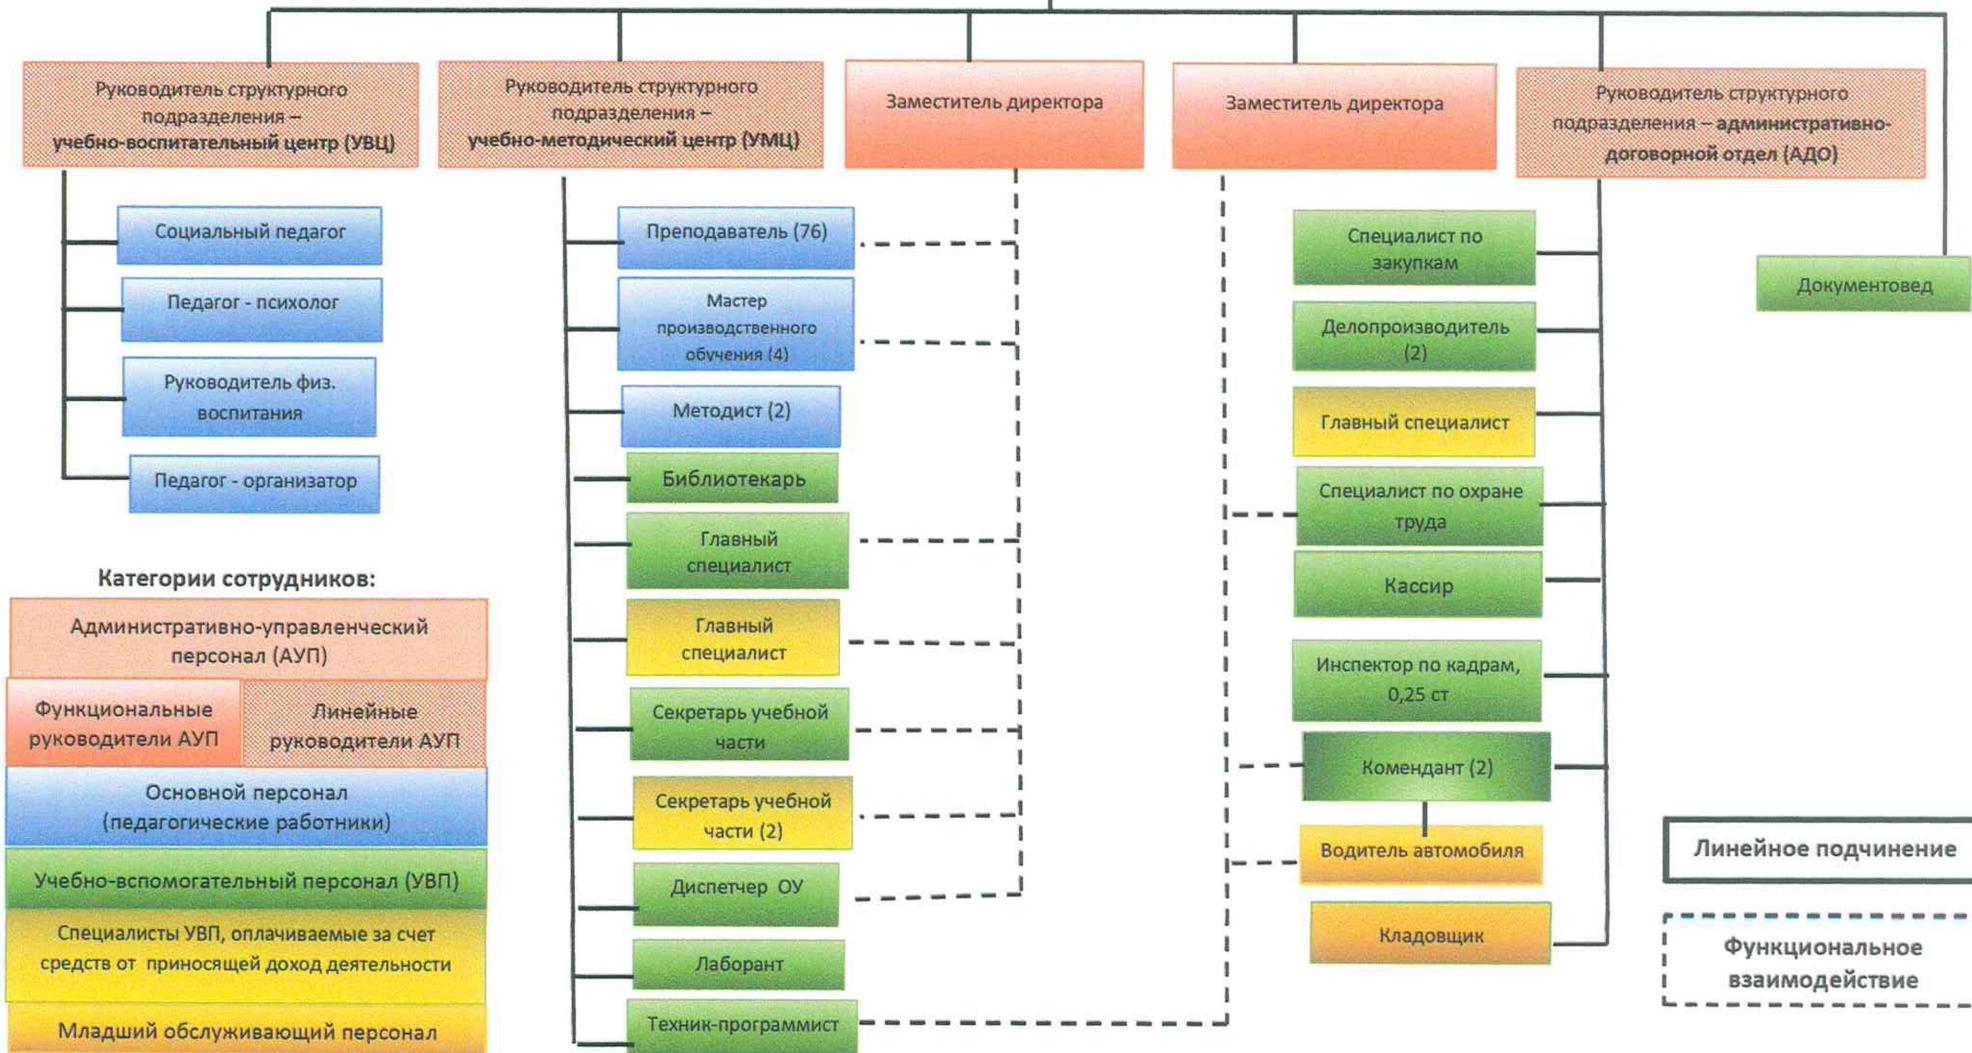 Руководитель структурного
подразделения –
учебно-воспитательный центр (УВЦ)
Руководитель структурного
подразделения –
учебно-методический центр (УМЦ)
Заместитель директора
Заместитель директора
Руководитель структурного
подразделения – административно-
договорной отдел (АДО)
Социальный педагог
Педагог - психолог
Руководитель физ.
воспитания
Педагог - организатор
Преподаватель (76)
Мастер
производственного
обучения (4)
Методист (2)
Библиотекарь
Главный
специалист
Главный
специалист
Секретарь учебной
части
Секретарь учебной
части (2)
Диспетчер ОУ
Лаборант
Техник-программист
Специалист по
закупкам
Делопроизводитель
(2)
Главный специалист
Специалист по охране
труда
Кассир
Инспектор по кадрам,
0,25 ст
Комендант (2)
Водитель автомобиля
Кладовщик
Документовед
Категории сотрудников:
Административно-управленческий
персонал (АУП)
Функциональные
руководители АУП
Линейные
руководители АУП
Основной персонал
(педагогические работники)
Учебно-вспомогательный персонал (УВП)
Специалисты УВП, оплачиваемые за счет
средств от приносящей доход деятельности
Младший обслуживающий персонал
Линейное подчинение
Функциональное
взаимодействие